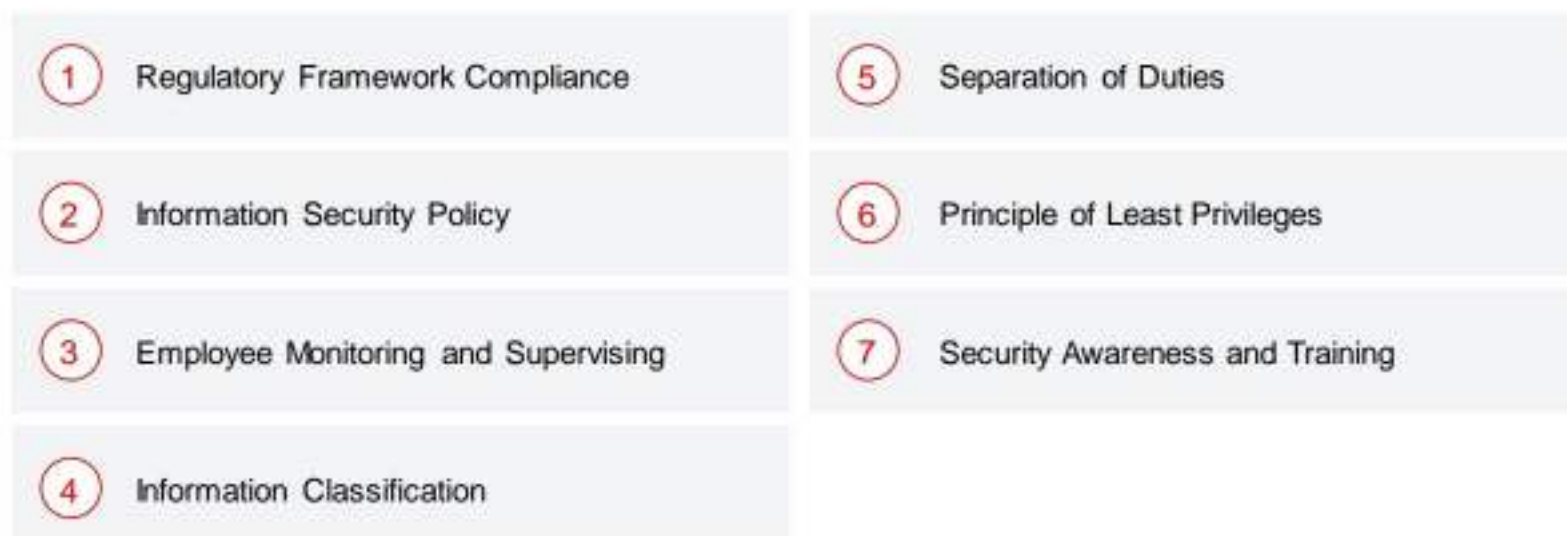 1 Regulatory Framework Compliance
2 Information Security Policy
3 Employee Monitoring and Supervising
4 Information Classification
5 Separation of Duties
6 Principle of Least Privileges
7 Security Awareness and Training